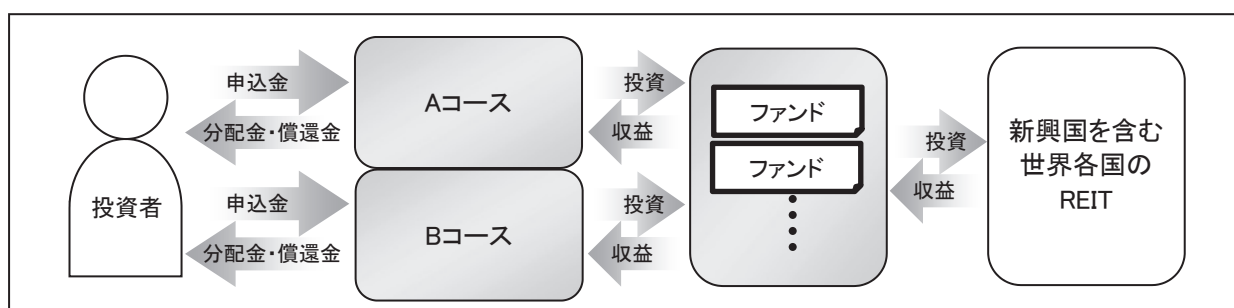 投資者
申込金
分配金・償還金
申込金
分配金・償還金
Aコース
Bコース
投資
収益
投資
収益
ファンド
ファンド
投資
収益
新興国を含む
世界各国の
REIT